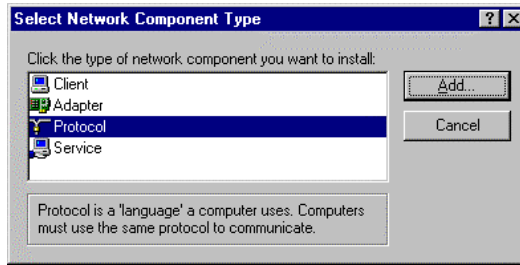 Select Network Component Type
Click the type of network component you want to install:
Client
Adapter
Protocol
Service
Add...
Cancel
Protocol is a 'language' a computer uses. Computers
must use the same protocol to communicate.